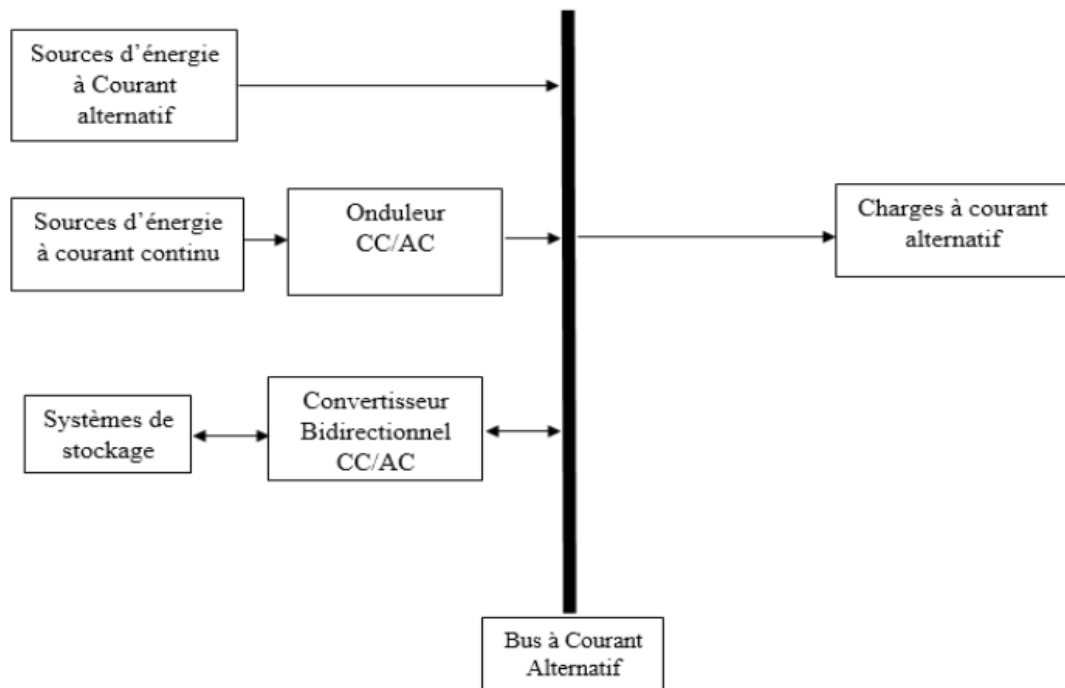 Sources d’énergie
à Courant
alternatif
Sources d’énergie
à courant continu
Onduleur
CC/AC
Charges à courant
alternatif
Systèmes de
stockage
Convertisseur
Bidirectionnel
CC/AC
Bus à Courant
Alternatif